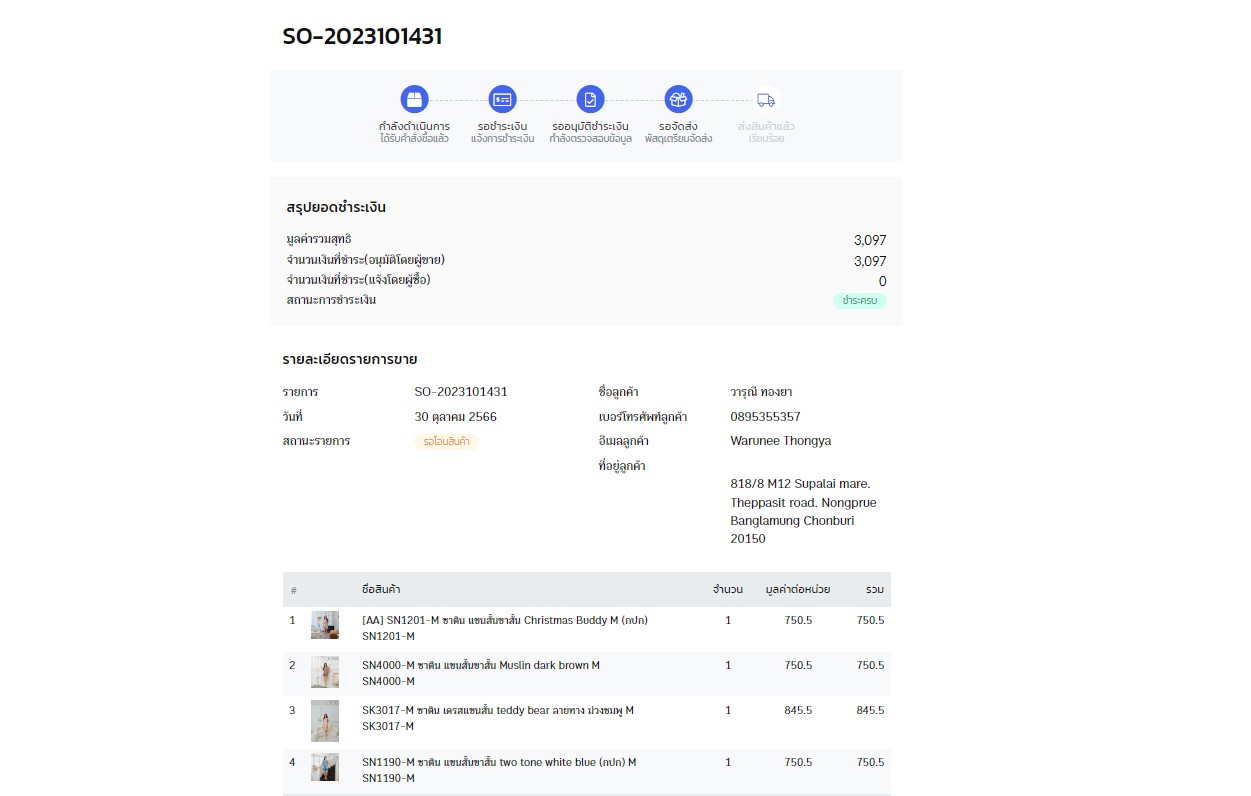 SO-2023101431
กำลังดำเนินการ รอชำระเงิน รออนุมัติชำระเงิน รอจัดส่ง ส่งสินค้าแล้ว
ได้รับคำสั่งซื้อแล้ว แจ้งการชำระเงิน กำลังตรวจสอบข้อมูล พัสดุเตรียมจัดส่ง เรียบร้อย
สรุปยอดชำระเงิน
มูลค่ารวมสุทธิ 3,097
จำนวนเงินที่ชำระ(อนุมัติโดยผู้ขาย) 3,097
จำนวนเงินที่ชำระ(แจ้งโดยผู้ซื้อ) 0
สถานะการชำระเงิน ชำระครบ
รายละเอียดรายการขาย
รายการ SO-2023101431 ชื่อลูกค้า วารุณี ทองยา
วันที่ 30 ตุลาคม 2566 เบอร์โทรศัพท์ลูกค้า 0895355357
สถานะรายการ รอโอนสินค้า อีเมลลูกค้า Warunee Thongya
ที่อยู่ลูกค้า
818/8 M12 Supalai mare.
Theppasit road. Nongprue
Banglamung Chonburi
20150
# ชื่อสินค้า จำนวน มูลค่าต่อหน่วย รวม
1 [AA] SN1201-M ซาติน แขนสั้นขาสั้น Christmas Buddy M (กปก) 1 750.5 750.5
SN1201-M
2 SN4000-M ซาติน แขนสั้นขาสั้น Muslin dark brown M 1 750.5 750.5
SN4000-M
3 SK3017-M ซาติน เดรสแขนสั้น teddy bear ลายทาง ม่วงชมพู M 1 845.5 845.5
SK3017-M
4 SN1190-M ซาติน แขนสั้นขาสั้น two tone white blue (กปก) M 1 750.5 750.5
SN1190-M